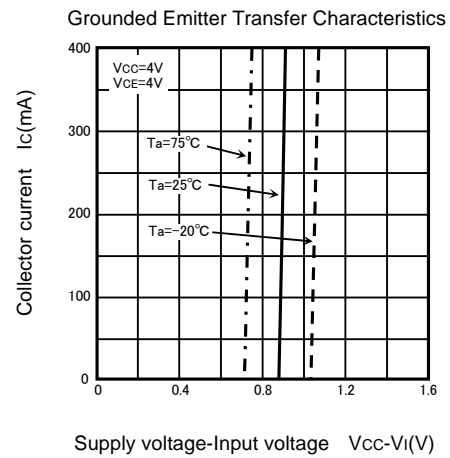 Grounded Emitter Transfer Characteristics
400
VCC=4V
VCE=4V
300
Ta=75℃
Ta=25℃
200
Ta=-20℃
100
0
Collector current IC(mA)
0 0.4 0.8 1.2 1.6
Supply voltage-Input voltage VCC-VI(V)